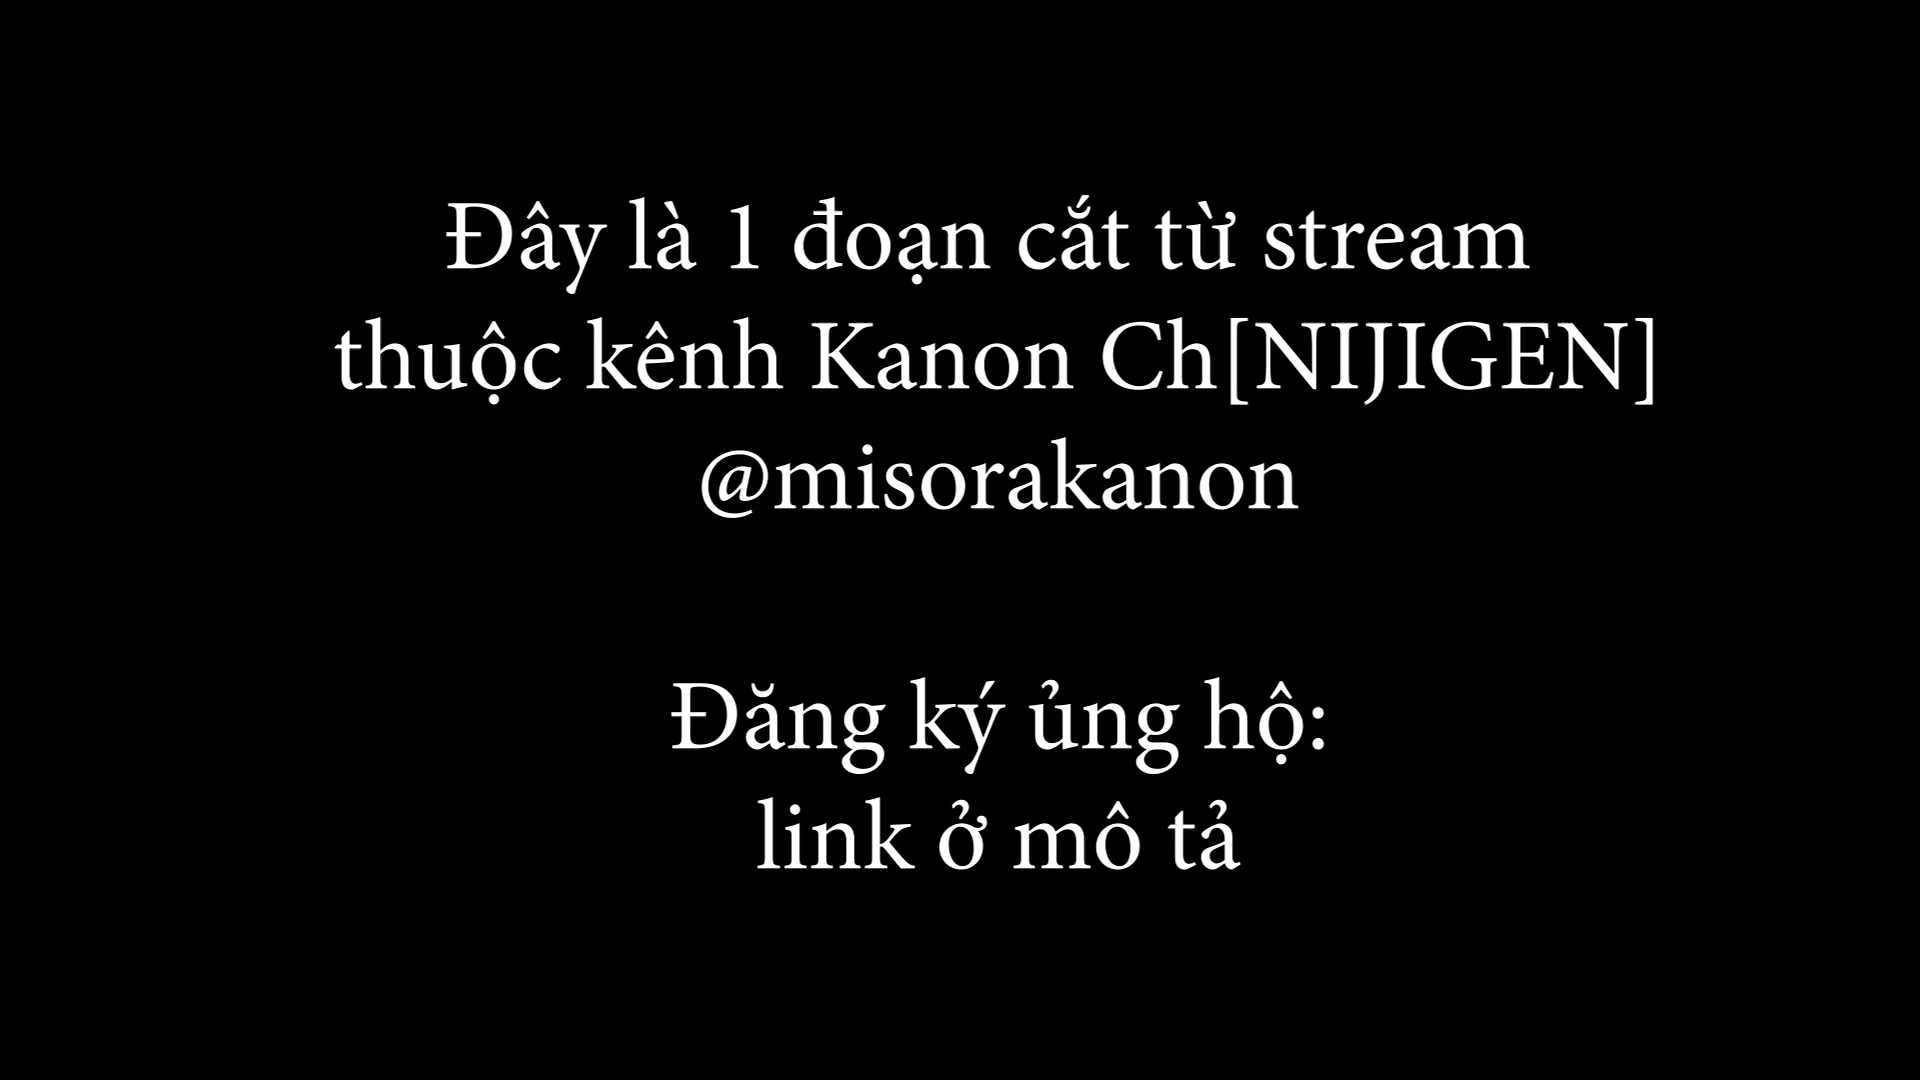 Đây là 1 đoạn cắt từ stream
thuộc kênh Kanon Ch[NIJIGEN]
@misorakanon
Đăng ký ủng hộ:
link ở mô tả